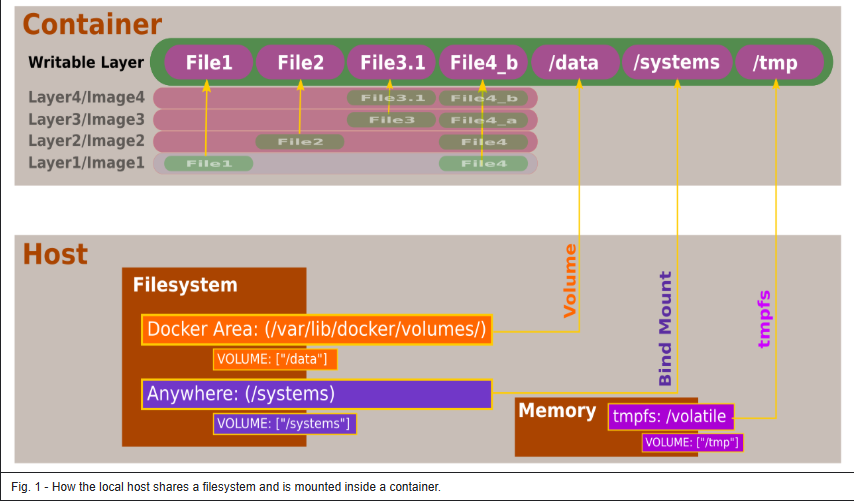 Container
Writable Layer File1 File2 File3.1 File4_b /data /systems /tmp
Layer4/Image4 File3.1 File4_b
Layer3/Image3 File3 File4_a
Layer2/Image2 File2 File4
Layer1/Image1 File1 File4
Host
Filesystem
Docker Area: (/var/lib/docker/volumes/)
VOLUME: ["/data"]
Anywhere: (/systems)
VOLUME: ["/systems"]
Volume
Bind Mount
tmpfs
Memory
tmpfs: /volatile
VOLUME: ["/tmp"]
Fig. 1 - How the local host shares a filesystem and is mounted inside a container.